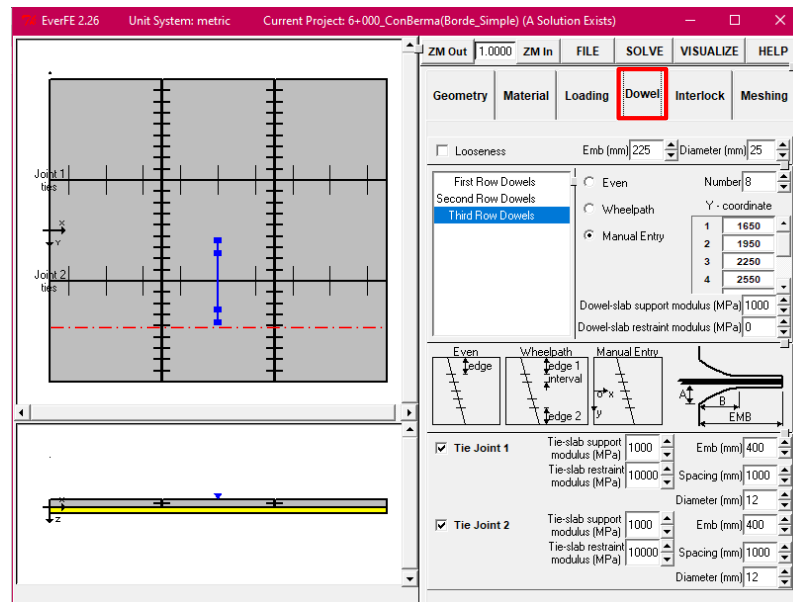 EverFE 2.26 Unit System: metric Current Project: 6+000_ConBerma(Borde_Simple) (A Solution Exists)
ZM Out 1.0000 ZM In FILE SOLVE VISUALIZE HELP
Geometry Material Loading Dowel Interlock Meshing
Looseness Emb (mm) 225 Diameter (mm) 25
First Row Dowels
Second Row Dowels
Third Row Dowels
Even
Wheelpath
Manual Entry
Number 8
Y - coordinate
1 1650
2 1950
3 2250
4 2550
Dowel-slab support modulus (MPa) 1000
Dowel-slab restraint modulus (MPa) 0
Joint 1
ties
X
Y
Joint 2
ties
Even Wheelpath Manual Entry
edge
edge 1
interval
edge 2
o x
y
A
B
EMB
Tie Joint 1
Tie-slab support
modulus (MPa) 1000
Emb (mm) 400
Tie-slab restraint
modulus (MPa) 10000
Spacing (mm) 1000
Diameter (mm) 12
Tie Joint 2
Tie-slab support
modulus (MPa) 1000
Emb (mm) 400
Tie-slab restraint
modulus (MPa) 10000
Spacing (mm) 1000
Diameter (mm) 12
X
Z